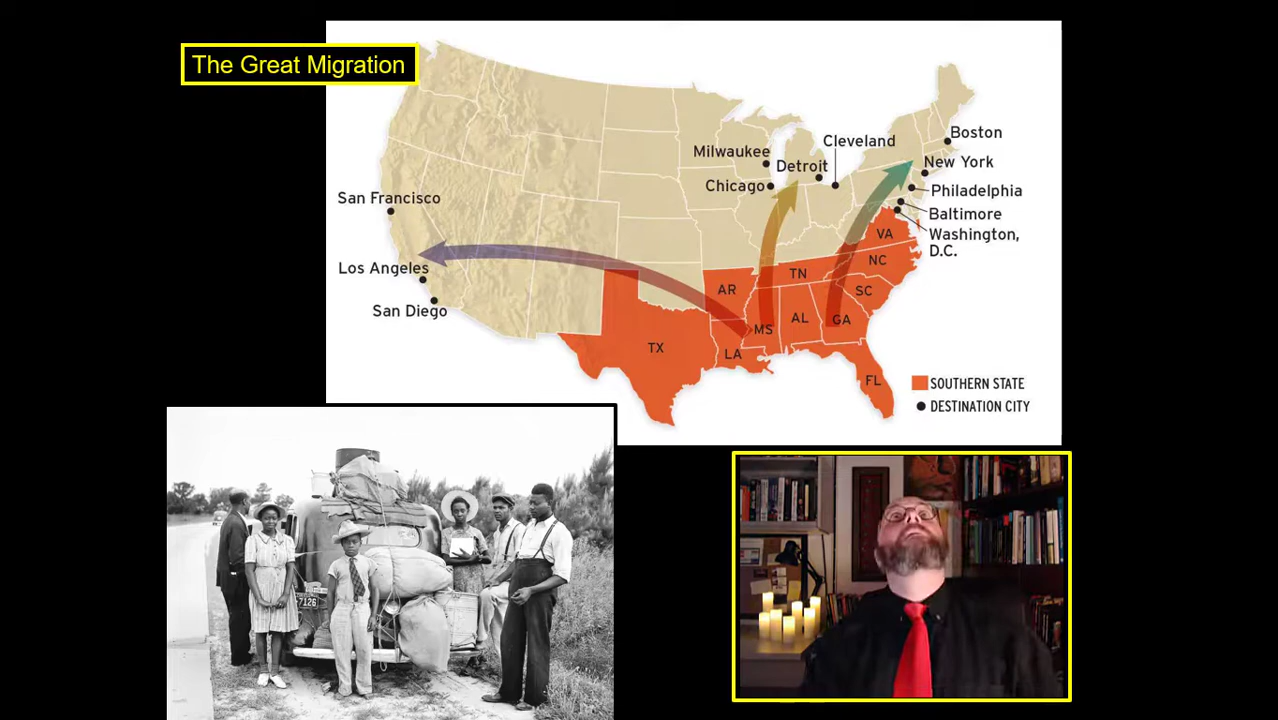 The Great Migration
Cleveland
Boston
Milwaukee
Detroit
New York
Chicago
Philadelphia
San Francisco
Baltimore
Washington,
D.C.
VA
NC
Los Angeles
TN
AR
SC
San Diego
MS
AL
GA
TX
LA
FL
SOUTHERN STATE
DESTINATION CITY
7126